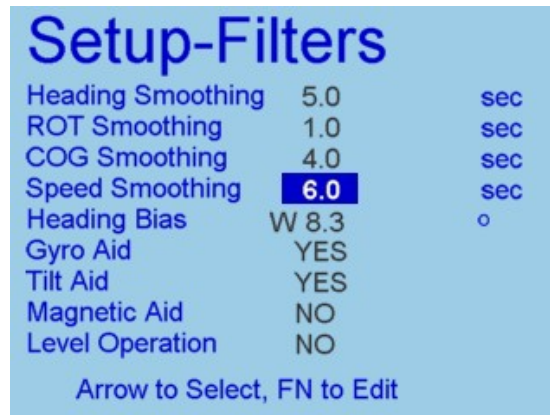 Setup-Filters
Heading Smoothing 5.0 sec
ROT Smoothing 1.0 sec
COG Smoothing 4.0 sec
Speed Smoothing 6.0 sec
Heading Bias W 8.3 º
Gyro Aid YES
Tilt Aid YES
Magnetic Aid NO
Level Operation NO
Arrow to Select, FN to Edit